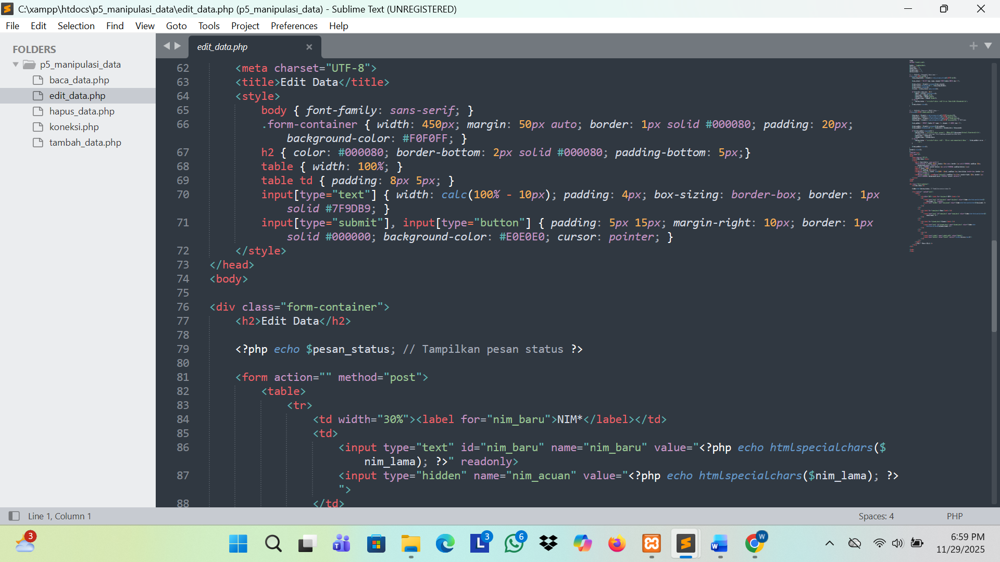 C:\xampp\htdocs\p5_manipulasi_data\edit_data.php (p5_manipulasi_data) - Sublime Text (UNREGISTERED)
File Edit Selection Find View Goto Tools Project Preferences Help
FOLDERS
p5_manipulasi_data
baca_data.php
edit_data.php
hapus_data.php
koneksi.php
tambah_data.php
edit_data.php
62 <meta charset="UTF-8">
63 <title>Edit Data</title>
64 <style>
65 body { font-family: sans-serif; }
66 .form-container { width: 450px; margin: 50px auto; border: 1px solid #000080; padding: 20px;
background-color: #F0F0FF; }
67 h2 { color: #000080; border-bottom: 2px solid #000080; padding-bottom: 5px;}
68 table { width: 100%; }
69 table td { padding: 8px 5px; }
70 input[type="text"] { width: calc(100% - 10px); padding: 4px; box-sizing: border-box; border: 1px
solid #7F9DB9; }
71 input[type="submit"], input[type="button"] { padding: 5px 15px; margin-right: 10px; border: 1px
solid #000000; background-color: #E0E0E0; cursor: pointer; }
72 </style>
73 </head>
74 <body>
75
76 <div class="form-container">
77 <h2>Edit Data</h2>
78
79 <?php echo $pesan_status; // Tampilkan pesan status ?>
80
81 <form action="" method="post">
82 <table>
83 <tr>
84 <td width="30%"><label for="nim_baru">NIM*</label></td>
85 <td>
86 <input type="text" id="nim_baru" name="nim_baru" value="<?php echo htmlspecialchars($
nim_lama); ?>" readonly>
87 <input type="hidden" name="nim_acuan" value="<?php echo htmlspecialchars($nim_lama); ?>
">
88 </td>
Line 1, Column 1
Spaces: 4
PHP
3
3
6
W
6:59 PM
11/29/2025